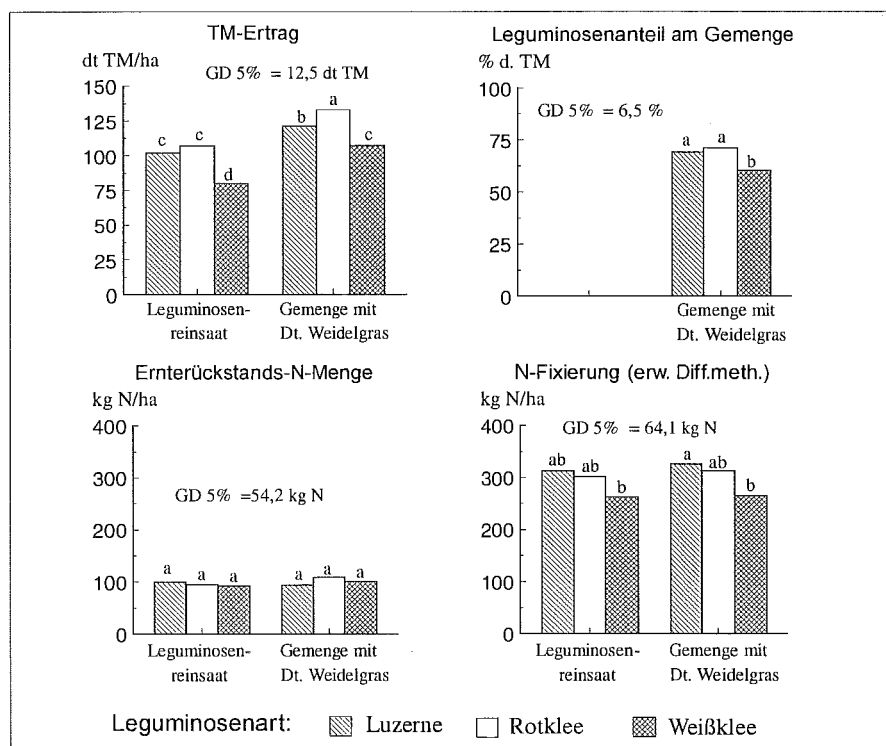 TM-Ertrag
dt TM/ha
GD 5% = 12,5 dt TM
150
125
100
75
50
25
0
c c d b a c
Leguminosen-
reinsaat
Gemenge mit
Dt. Weidelgras
Leguminosenanteil am Gemenge
% d. TM
GD 5% = 6,5 %
100
75
50
25
0
a a b
Gemenge mit
Dt. Weidelgras
Ernterückstands-N-Menge
kg N/ha
GD 5% =54,2 kg N
400
300
200
100
0
a a a a a a
Leguminosen-
reinsaat
Gemenge mit
Dt. Weidelgras
N-Fixierung (erw. Diff.meth.)
kg N/ha
GD 5% = 64,1 kg N
400
300
200
100
0
ab ab b a ab b
Leguminosen-
reinsaat
Gemenge mit
Dt. Weidelgras
Leguminosenart: Luzerne Rotklee Weißklee